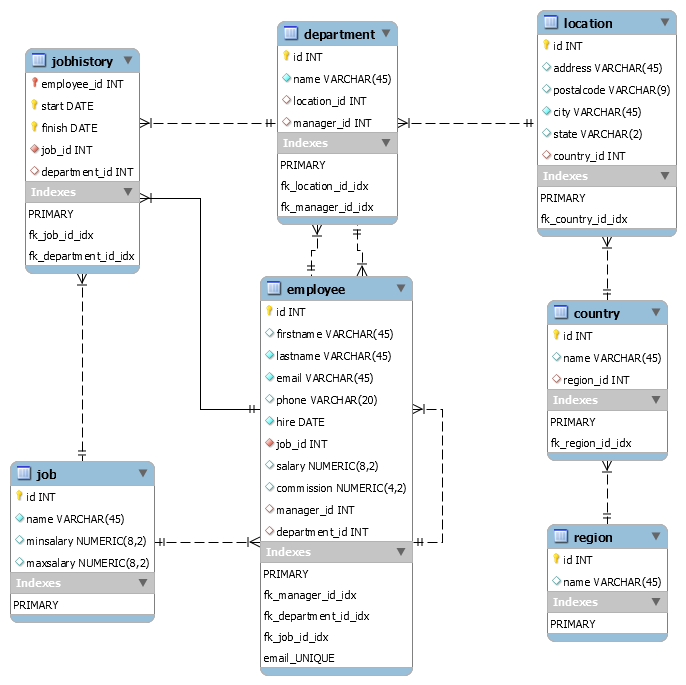 jobhistory
employee_id INT
start DATE
finish DATE
job_id INT
department_id INT
Indexes
PRIMARY
fk_job_id_idx
fk_department_id_idx
department
id INT
name VARCHAR(45)
location_id INT
manager_id INT
Indexes
PRIMARY
fk_location_id_idx
fk_manager_id_idx
location
id INT
address VARCHAR(45)
postalcode VARCHAR(9)
city VARCHAR(45)
state VARCHAR(2)
country_id INT
Indexes
PRIMARY
fk_country_id_idx
employee
id INT
firstname VARCHAR(45)
lastname VARCHAR(45)
email VARCHAR(45)
phone VARCHAR(20)
hire DATE
job_id INT
salary NUMERIC(8,2)
commission NUMERIC(4,2)
manager_id INT
department_id INT
Indexes
PRIMARY
fk_manager_id_idx
fk_department_id_idx
fk_job_id_idx
email_UNIQUE
country
id INT
name VARCHAR(45)
region_id INT
Indexes
PRIMARY
fk_region_id_idx
job
id INT
name VARCHAR(45)
minsalary NUMERIC(8,2)
maxsalary NUMERIC(8,2)
Indexes
PRIMARY
region
id INT
name VARCHAR(45)
Indexes
PRIMARY